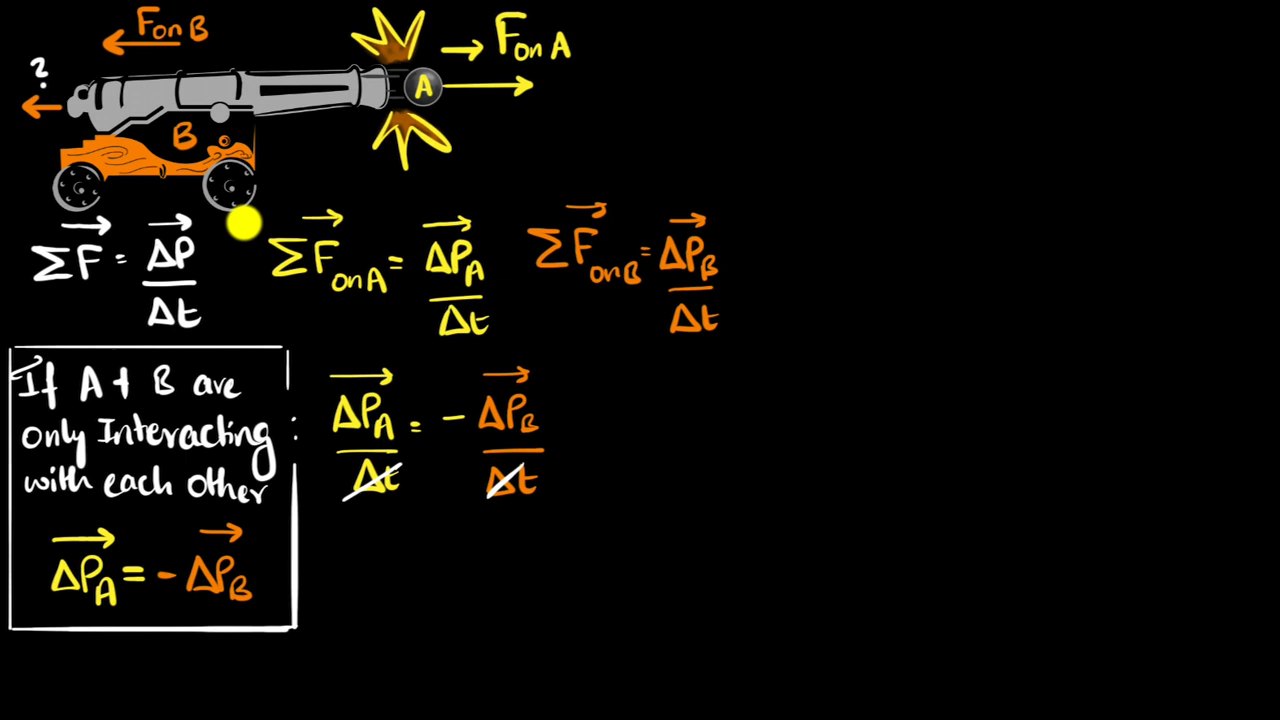 F on B
F on A
?
A
B
ΣF = ΔP/Δt
ΣF on A = ΔP_A/Δt
ΣF on B = ΔP_B/Δt
If A + B are
only Interacting
with each other
: ΔP_A/Δt = - ΔP_B/Δt
ΔP_A = - ΔP_B